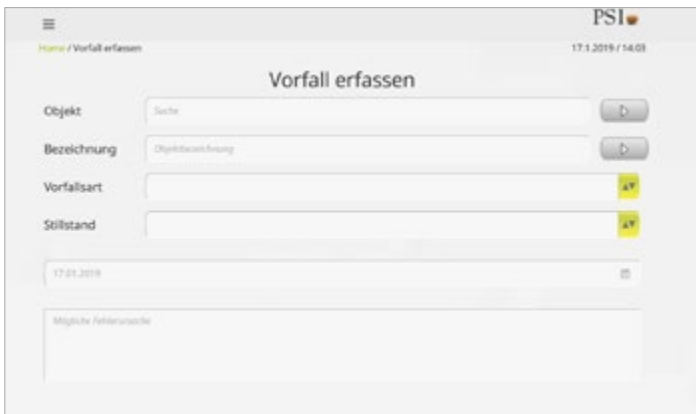 PSI
Home / Vorfall erfassen
17.1.2019 / 14:03
Vorfall erfassen
Objekt
Suche
Bezeichnung
Objektbezeichnung
Vorfallsart
Stillstand
17.01.2019
Mögliche Fehlerursache